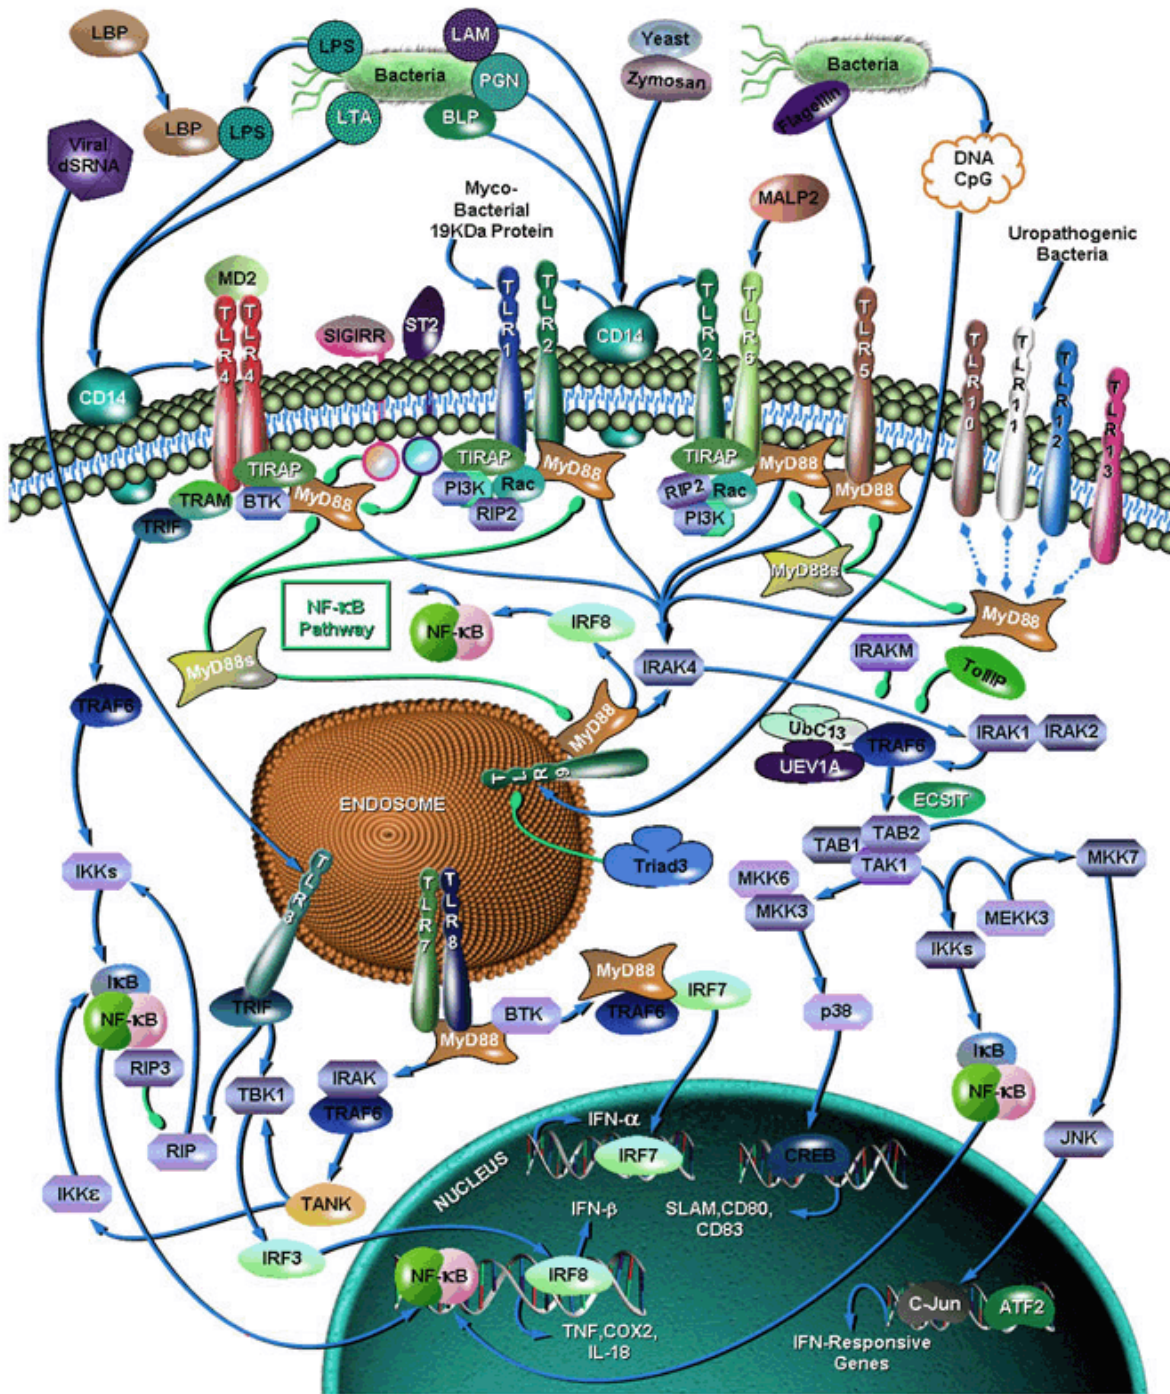 LBP
LPS
Bacteria
LAM
PGN
Yeast
Zymosan
Bacteria
LBP
LPS
LTA
BLP
Flagellin
Viral
dSRNA
DNA
CpG
Myco-
Bacterial
19KDa Protein
MALP2
Uropathogenic
Bacteria
MD2
TLR4
TLR4
SIGIRR
ST2
TLR1
TLR2
CD14
TLR2
TLR6
TLR5
TLR10
TLR11
TLR12
TLR13
CD14
TIRAP
TRAM
BTK
MyD88
TRIF
TIRAP
PI3K
Rac
RIP2
MyD88
TIRAP
RIP2
Rac
PI3K
MyD88
MyD88
MyD88s
MyD88
NF-κB
Pathway
NF-κB
IRF8
MyD88s
IRAK4
IRAKM
TollIP
TRAF6
MyD88
UbC13
UEV1A
TRAF6
IRAK1
IRAK2
TLR9
ENDOSOME
ECSIT
TAB2
TAB1
TAK1
MKK7
Triad3
IKKs
TLR3
TLR7
TLR8
MKK6
MKK3
MEKK3
IKKs
IκB
NF-κB
RIP3
TRIF
MyD88
BTK
MyD88
TRAF6
IRF7
p38
IκB
NF-κB
TBK1
IRAK
TRAF6
RIP
JNK
IKKε
TANK
IRF3
NUCLEUS
IFN-α
IRF7
CREB
IFN-β
SLAM,CD80,
CD83
NF-κB
IRF8
TNF,COX2,
IL-18
C-Jun
ATF2
IFN-Responsive
Genes